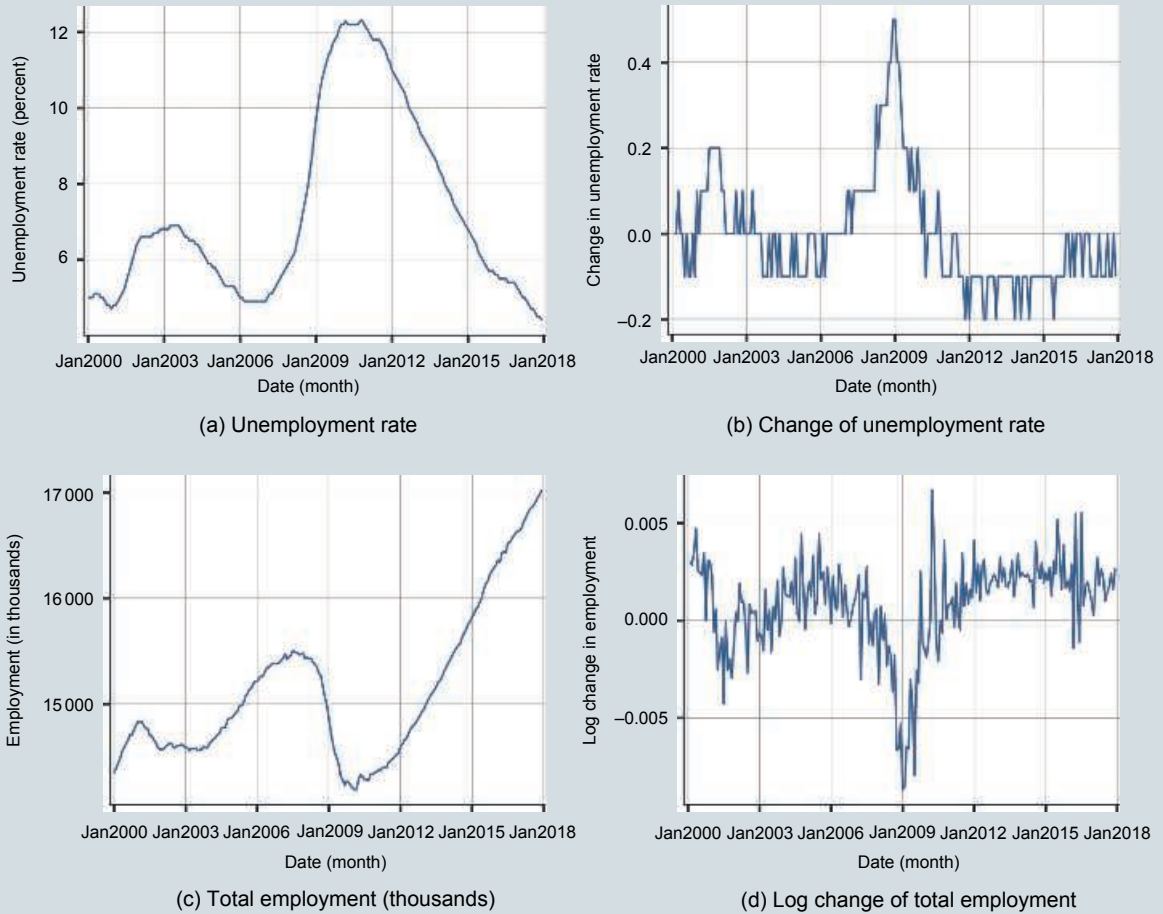 Unemployment rate (percent)
12
10
8
6
Jan2000 Jan2003 Jan2006 Jan2009 Jan2012 Jan2015 Jan2018
Date (month)
(a) Unemployment rate
Change in unemployment rate
0.4
0.2
0.0
–0.2
Jan2000 Jan2003 Jan2006 Jan2009 Jan2012 Jan2015 Jan2018
Date (month)
(b) Change of unemployment rate
Employment (in thousands)
17 000
16 000
15 000
Jan2000 Jan2003 Jan2006 Jan2009 Jan2012 Jan2015 Jan2018
Date (month)
(c) Total employment (thousands)
Log change in employment
0.005
0.000
–0.005
Jan2000 Jan2003 Jan2006 Jan2009 Jan2012 Jan2015 Jan2018
Date (month)
(d) Log change of total employment